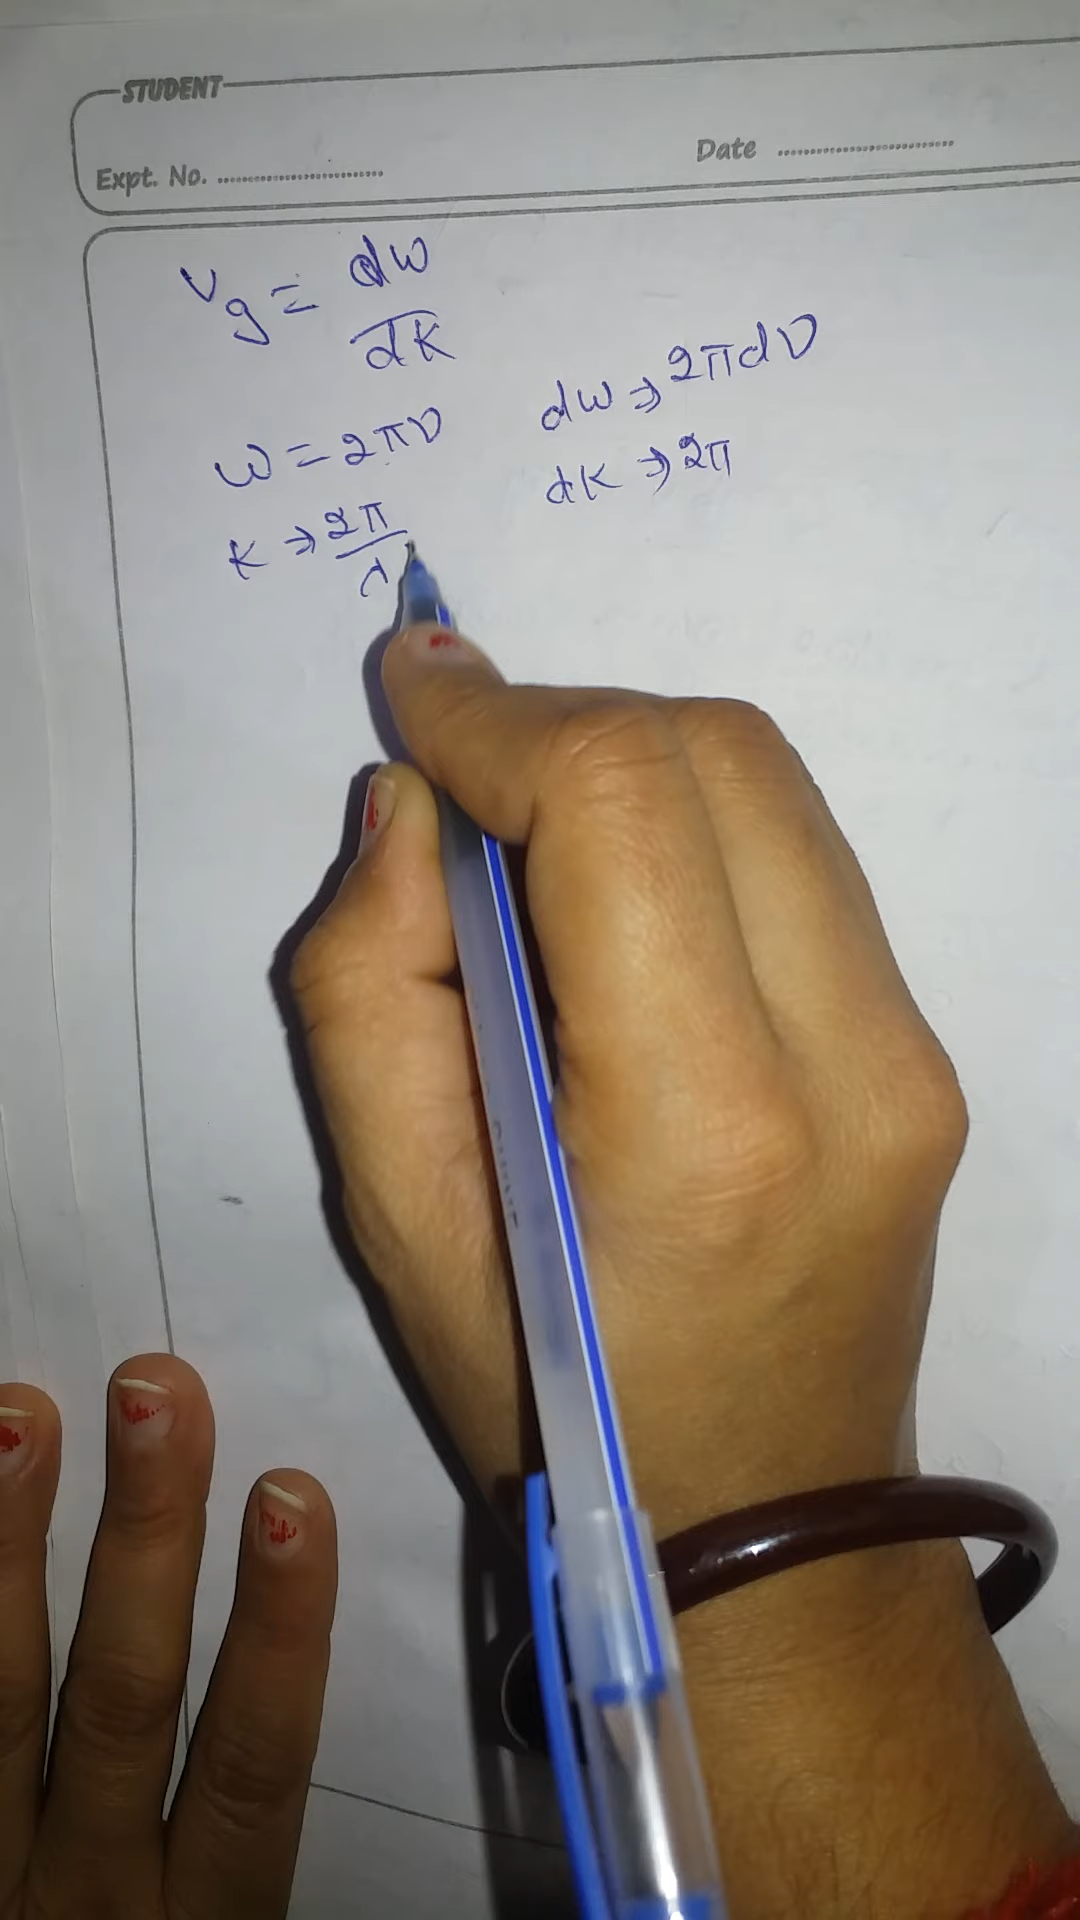 STUDENT
Expt. No. ........................... Date ...........................
Vg = dω/dK
ω = 2πν
dω ⇒ 2πdν
K ⇒ 2π/λ
dK ⇒ 2π